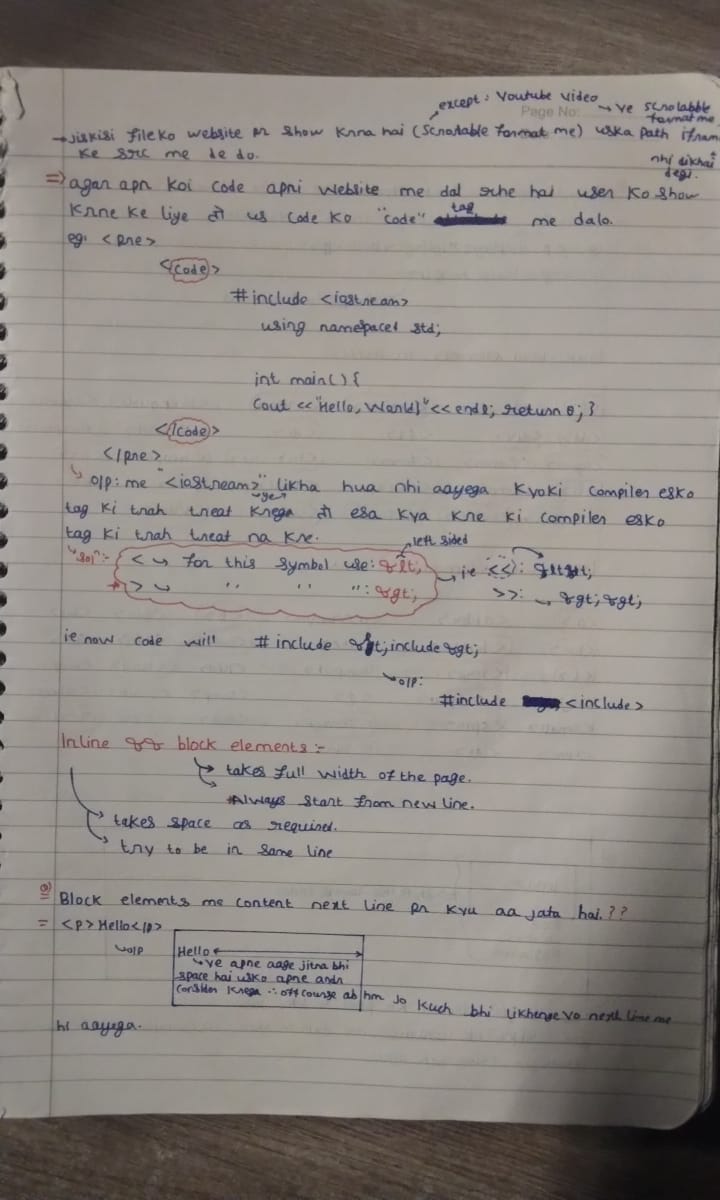 except: Youtube video → ve scrolabble
Page No: format me
→ jiskisi file ko website pr show krna hai (Scrolable format me) uska path ifram
ke src me de do.
nhi dikhai
degi.
⇒ agar apn koi code apni website me dal rhe hai user ko show
krne ke liye तो us code ko "code" tag me dalo.
eg: <pre>
<code>
#include <iostream>
using namespace std;
int main() {
cout << "Hello, World!" << endl; return 0; }
</code>
</pre>
↳ o/p: me "<iostream>" likha hua nhi aayega kyoki compiler esko
ye
tag ki trah treat krega तो esa kya kre ki compiler esko
tag ki trah treat na kre.
left sided
"sol": < ↳ for this symbol use: &lt; ↳ ie <<: &lt;&lt;
* > ↳ " " ": &gt; >>: ↳ &gt;&gt;
ie now code will #include &lt;include&gt;
↳ o/p:
#include <include>
Inline && block elements:-
→ takes full width of the page.
*Always start from new line.
takes space as required.
try to be in same line
Q) Block elements me content next line pr kyu aa jata hai.??
= <p>Hello</p>
↳ o/p Hello ←→
↳ ve apne aage jitna bhi
space hai usko apne andr
consider krega ∴ off course ab hm jo kuch bhi likhenge vo next line me
hi aayega.